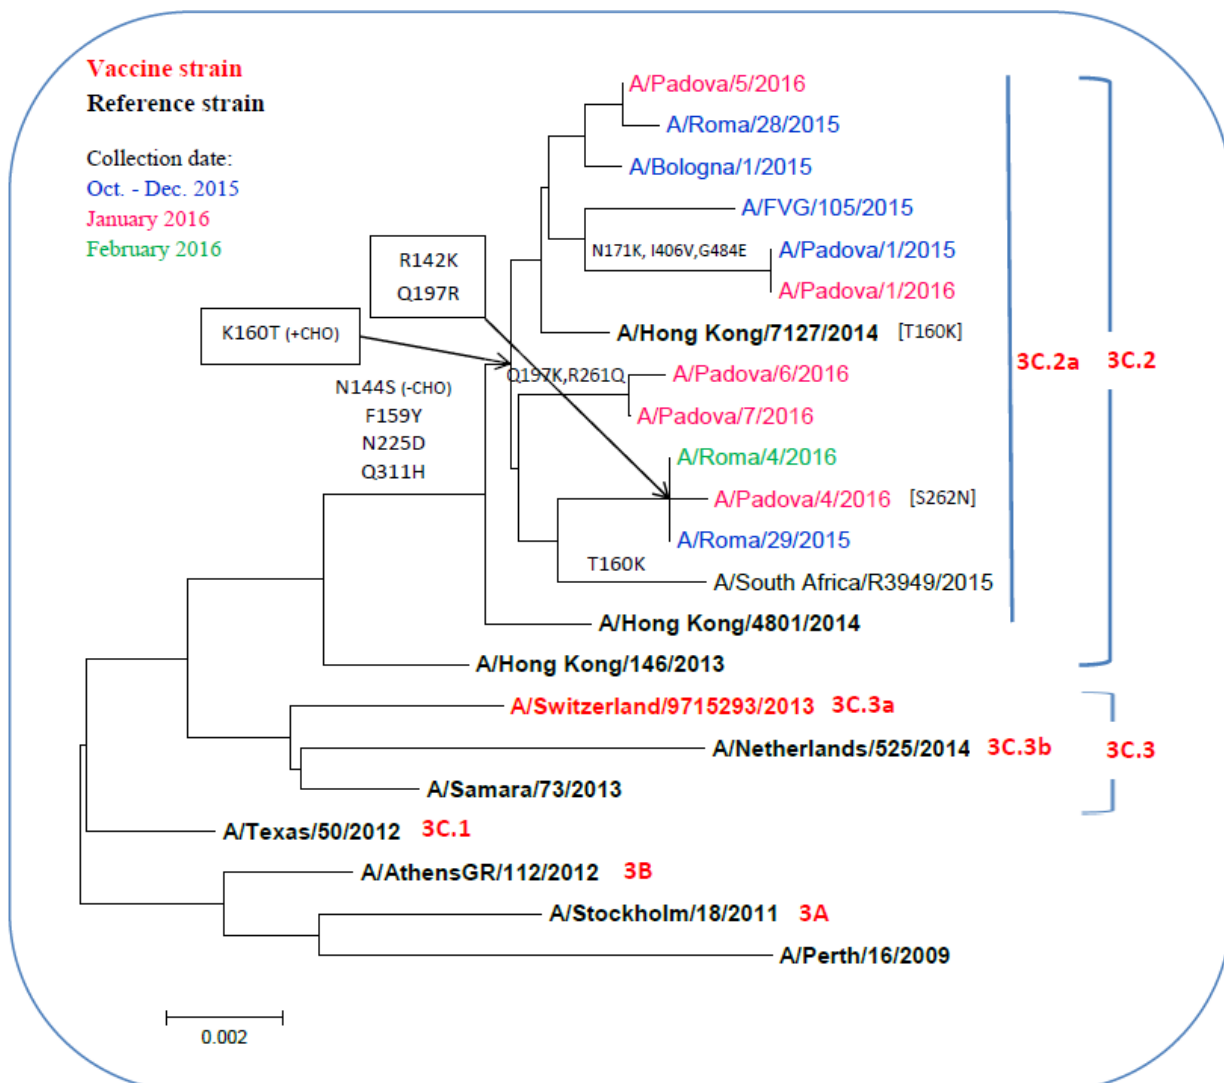 Vaccine strain
Reference strain
Collection date:
Oct. - Dec. 2015
January 2016
February 2016
A/Padova/5/2016
A/Roma/28/2015
A/Bologna/1/2015
A/FVG/105/2015
N171K, I406V,G484E
A/Padova/1/2015
A/Padova/1/2016
R142K
Q197R
K160T (+CHO)
A/Hong Kong/7127/2014 [T160K]
3C.2a
3C.2
Q197K,R261Q
A/Padova/6/2016
N144S (-CHO)
F159Y
N225D
Q311H
A/Padova/7/2016
A/Roma/4/2016
A/Padova/4/2016 [S262N]
A/Roma/29/2015
T160K
A/South Africa/R3949/2015
A/Hong Kong/4801/2014
A/Hong Kong/146/2013
A/Switzerland/9715293/2013 3C.3a
A/Netherlands/525/2014 3C.3b
3C.3
A/Samara/73/2013
A/Texas/50/2012 3C.1
A/AthensGR/112/2012 3B
A/Stockholm/18/2011 3A
A/Perth/16/2009
0.002